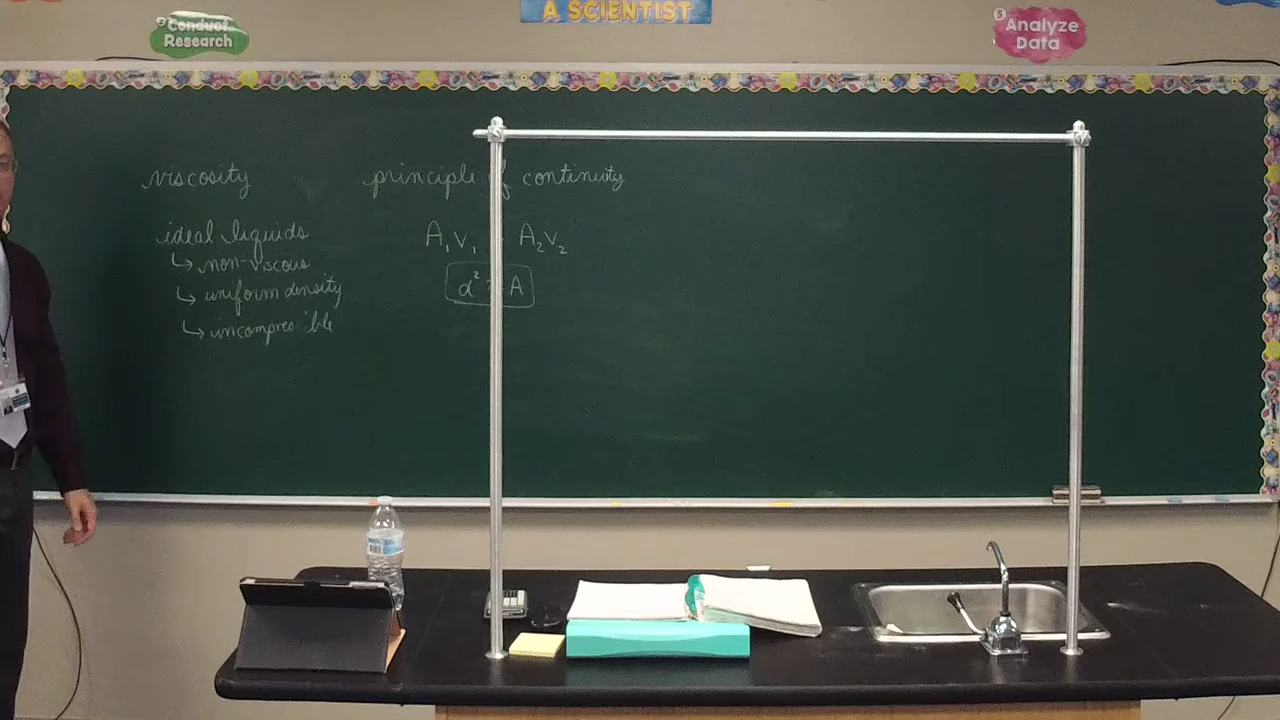 A SCIENTIST
Conduct
Research
5
Analyze
Data
viscosity
principle of continuity
ideal liquids
↳ non-viscous
↳ uniform density
↳ incompressible
A₁v₁ A₂v₂
d² A